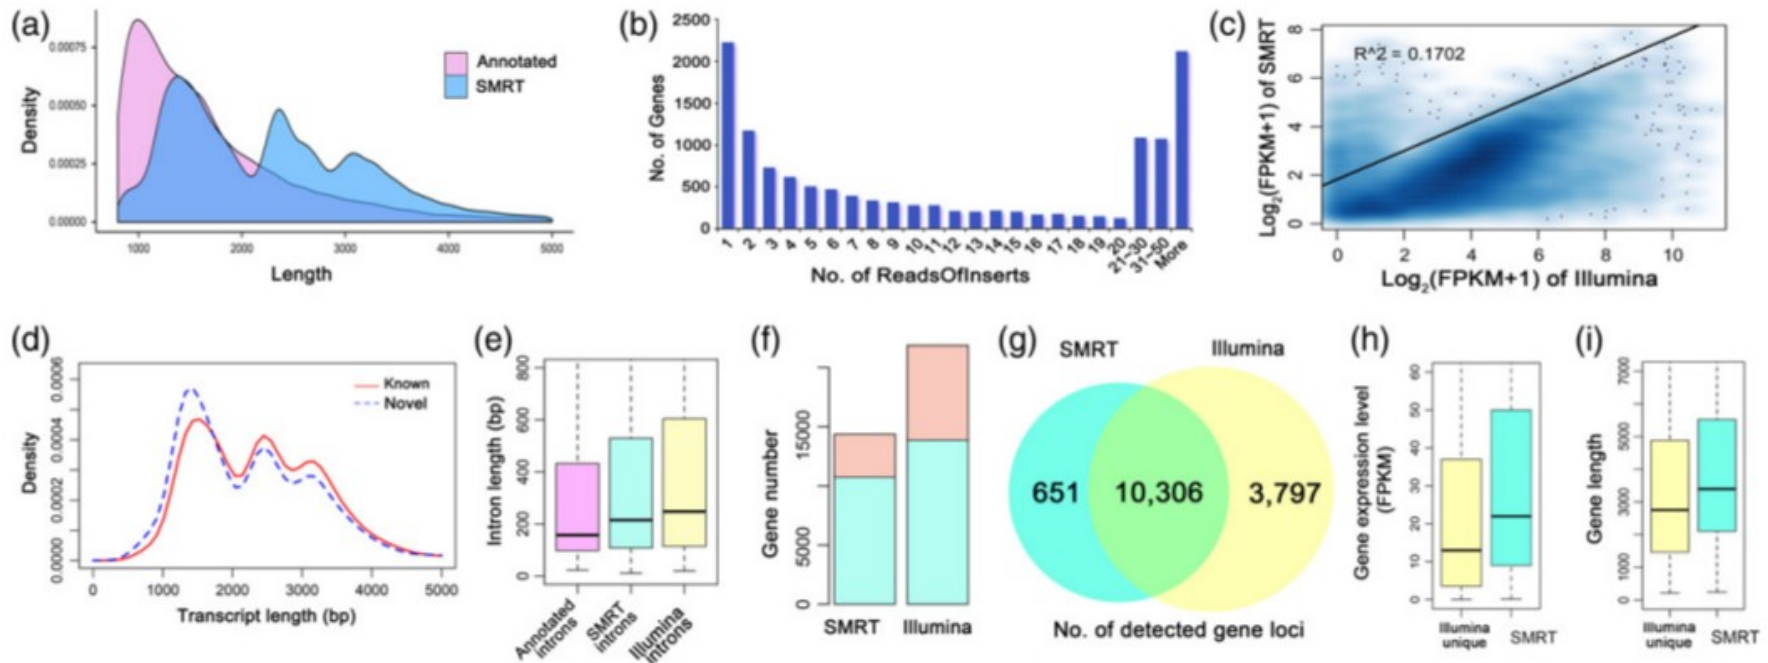 (a)
0.00075
0.00050
0.00025
0.00000
Density
1000 2000 3000 4000 5000
Length
Annotated
SMRT
(b)
2500
2000
1500
1000
500
0
No. of Genes
1 2 3 4 5 6 7 8 9 10 11 12 13 14 15 16 17 18 19 20 21~30 31~50 More
No. of ReadsOfInserts
(c)
8
6
4
2
0
Log2(FPKM+1) of SMRT
R^2 = 0.1702
0 2 4 6 8 10
Log2(FPKM+1) of Illumina
(d)
0.0006
0.0004
0.0002
0.0000
Density
Known
Novel
0 1000 2000 3000 4000 5000
Transcript length (bp)
(e)
800
600
400
200
0
Intron length (bp)
Annotated introns
SMRT introns
Illumina introns
(f)
15000
5000
0
Gene number
SMRT Illumina
(g)
SMRT Illumina
651 10,306 3,797
No. of detected gene loci
(h)
60
50
40
30
20
10
0
Gene expression level
(FPKM)
Illumina unique
SMRT
(i)
7000
5000
3000
1000
0
Gene length
Illumina unique
SMRT